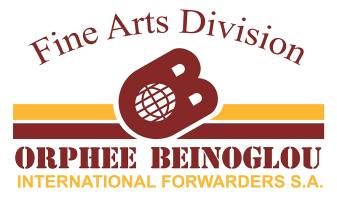 Fine Arts Division
B
ORPHEE BEINOGLOU
INTERNATIONAL FORWARDERS S.A.